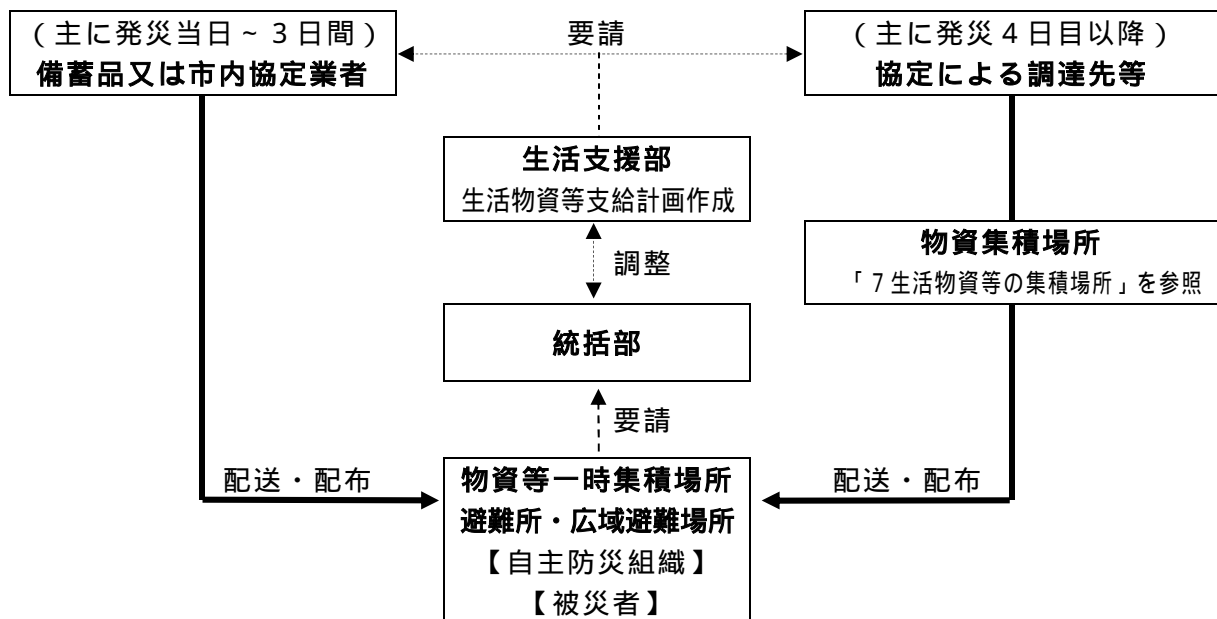 （主に発災当日～３日間）
備蓄品又は市内協定業者
要請
（主に発災４日目以降）
協定による調達先等
生活支援部
生活物資等支給計画作成
物資集積場所
「７生活物資等の集積場所」を参照
調整
統括部
要請
配送・配布
物資等一時集積場所
避難所・広域避難場所
【自主防災組織】
【被災者】
配送・配布